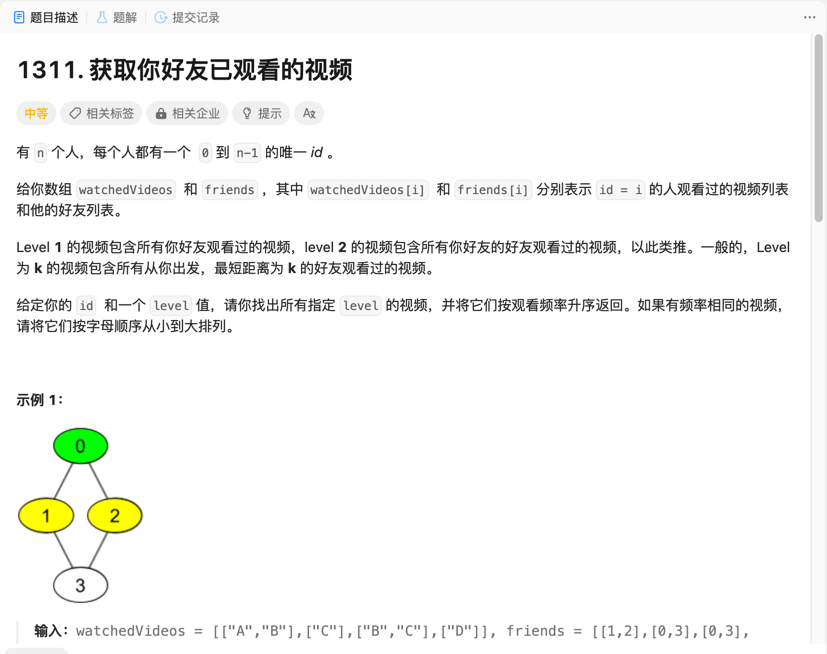 题目描述 题解 提交记录 ...
1311. 获取你好友已观看的视频
中等 相关标签 相关企业 提示 Aｘ
有 n 个人，每个人都有一个 0 到 n-1 的唯一 id 。
给你数组 watchedVideos 和 friends ，其中 watchedVideos[i] 和 friends[i] 分别表示 id = i 的人观看过的视频列表
和他的好友列表。
Level 1 的视频包含所有你好友观看过的视频，level 2 的视频包含所有你好友的好友观看过的视频，以此类推。一般的，Level
为 k 的视频包含所有从你出发，最短距离为 k 的好友观看过的视频。
给定你的 id 和一个 level 值，请你找出所有指定 level 的视频，并将它们按观看频率升序返回。如果有频率相同的视频，
请将它们按字母顺序从小到大排列。
示例 1：
0
1 2
3
输入：watchedVideos = [["A","B"],["C"],["B","C"],["D"]], friends = [[1,2],[0,3],[0,3],